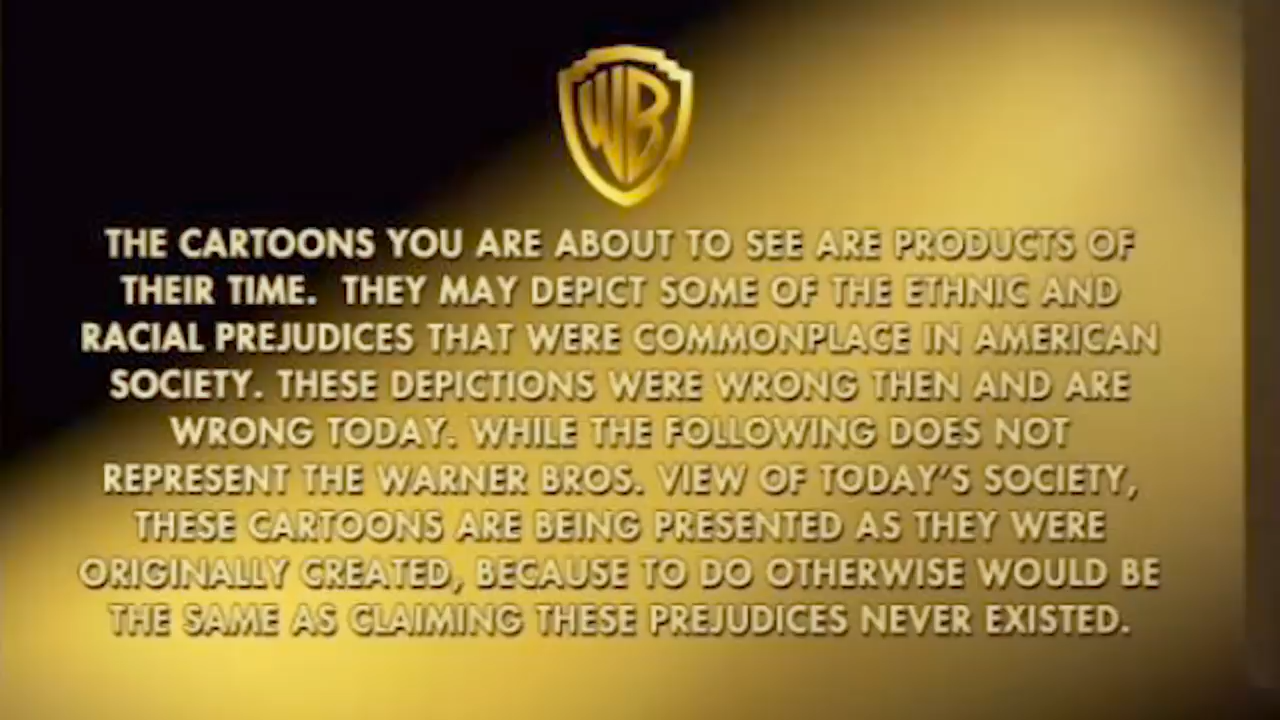 WB
THE CARTOONS YOU ARE ABOUT TO SEE ARE PRODUCTS OF
THEIR TIME. THEY MAY DEPICT SOME OF THE ETHNIC AND
RACIAL PREJUDICES THAT WERE COMMONPLACE IN AMERICAN
SOCIETY. THESE DEPICTIONS WERE WRONG THEN AND ARE
WRONG TODAY. WHILE THE FOLLOWING DOES NOT
REPRESENT THE WARNER BROS. VIEW OF TODAY'S SOCIETY,
THESE CARTOONS ARE BEING PRESENTED AS THEY WERE
ORIGINALLY CREATED, BECAUSE TO DO OTHERWISE WOULD BE
THE SAME AS CLAIMING THESE PREJUDICES NEVER EXISTED.